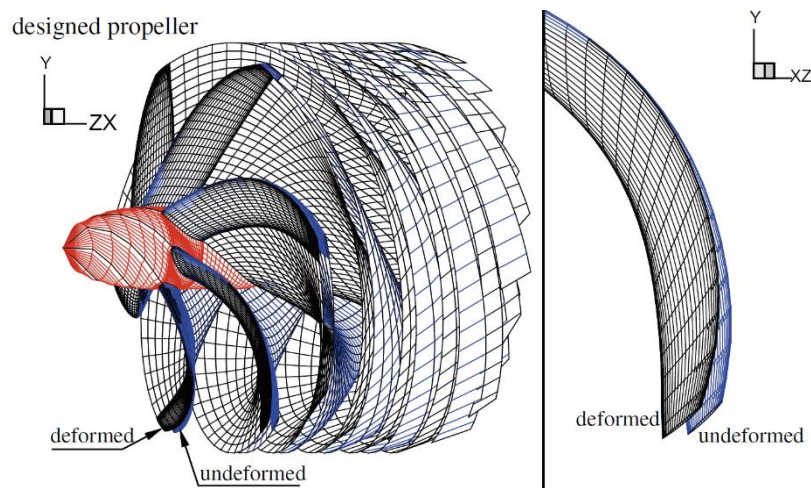 designed propeller
Y
ZX
deformed
undeformed
Y
XZ
deformed
undeformed